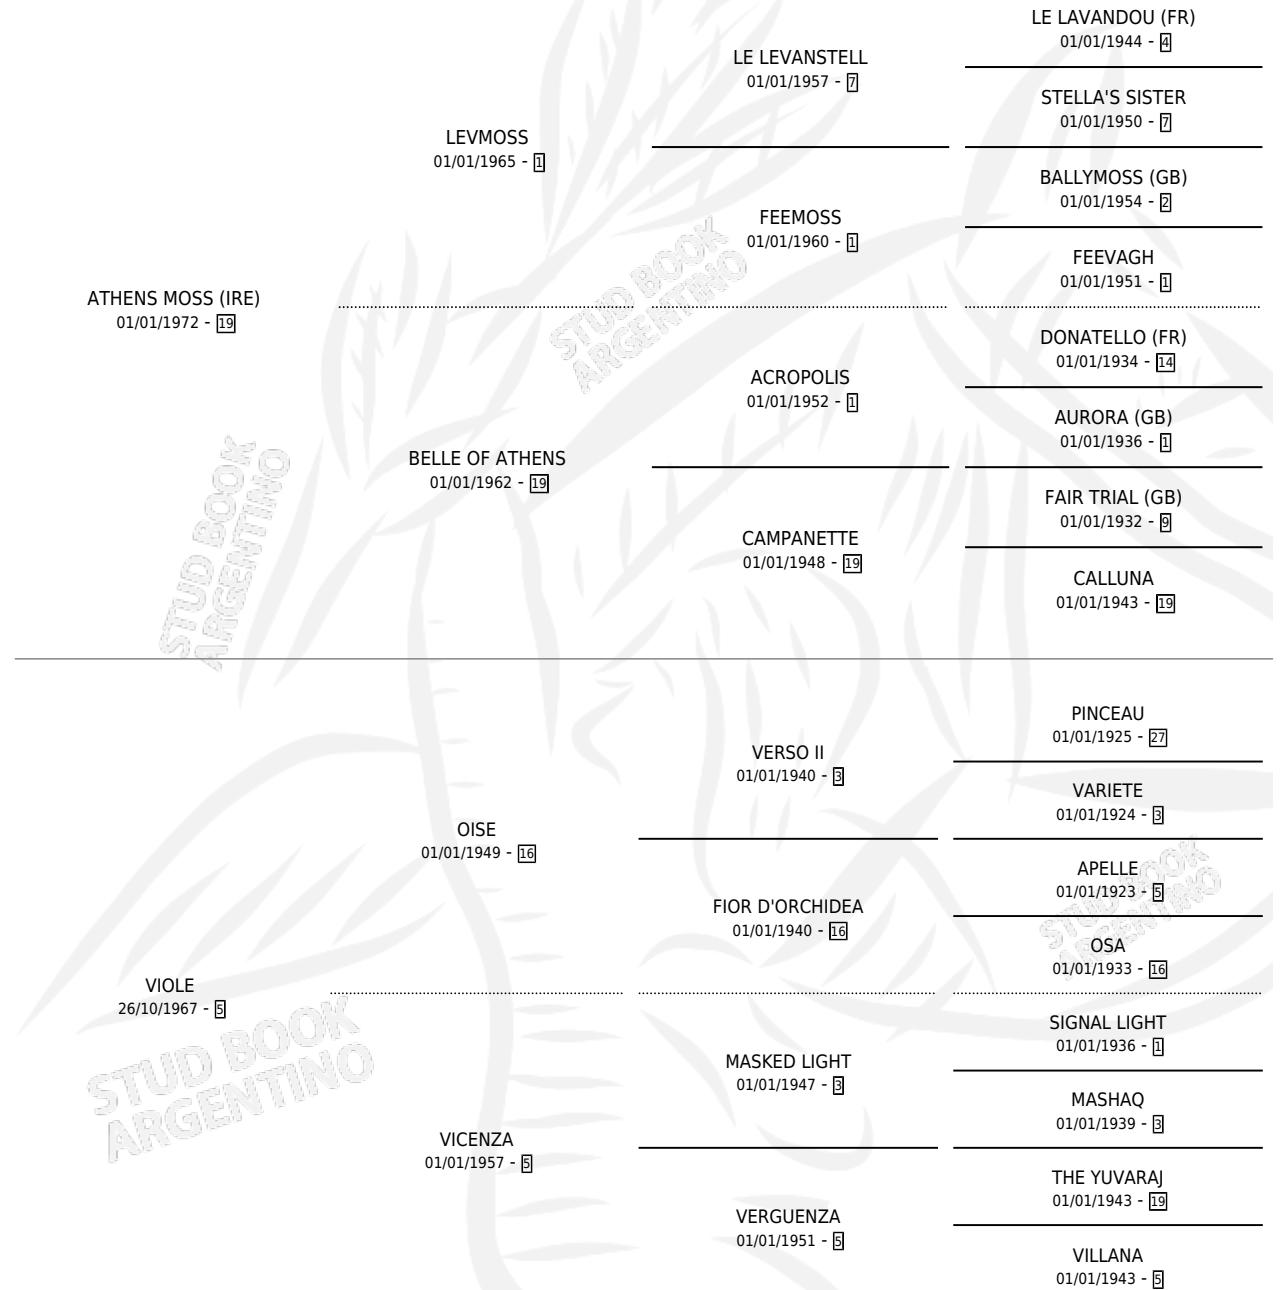 LE LAVANDOU (FR)
01/01/1944 - 4
LE LEVANSTELL
01/01/1957 - 7
STELLA'S SISTER
01/01/1950 - 7
LEVMOSS
01/01/1965 - 1
BALLYMOSS (GB)
01/01/1954 - 2
FEEMOSS
01/01/1960 - 1
FEEVAGH
01/01/1951 - 1
ATHENS MOSS (IRE)
01/01/1972 - 19
DONATELLO (FR)
01/01/1934 - 14
ACROPOLIS
01/01/1952 - 1
AURORA (GB)
01/01/1936 - 1
BELLE OF ATHENS
01/01/1962 - 19
FAIR TRIAL (GB)
01/01/1932 - 9
CAMPANETTE
01/01/1948 - 19
CALLUNA
01/01/1943 - 19
PINCEAU
01/01/1925 - 27
VERSO II
01/01/1940 - 3
VARIETE
01/01/1924 - 3
OISE
01/01/1949 - 16
APELLE
01/01/1923 - 5
FIOR D'ORCHIDEA
01/01/1940 - 16
OSA
01/01/1933 - 16
VIOLE
26/10/1967 - 5
SIGNAL LIGHT
01/01/1936 - 1
MASKED LIGHT
01/01/1947 - 3
MASHAQ
01/01/1939 - 3
VICENZA
01/01/1957 - 5
THE YUVARAJ
01/01/1943 - 19
VERGUENZA
01/01/1951 - 5
VILLANA
01/01/1943 - 5
STUD BOOK
ARGENTINO
STUD BOOK
ARGENTINO
STUD BOOK
ARGENTINO
STUD BOOK
ARGENTINO